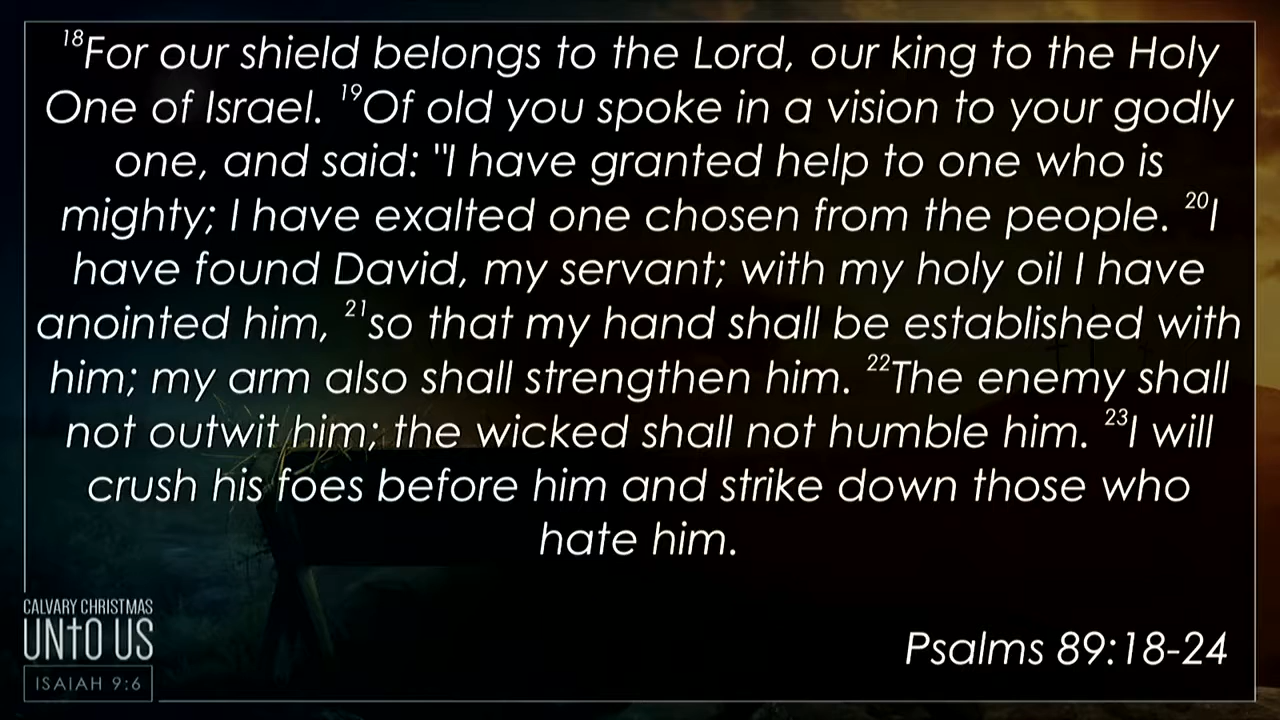 ¹⁸For our shield belongs to the Lord, our king to the Holy
One of Israel. ¹⁹Of old you spoke in a vision to your godly
one, and said: "I have granted help to one who is
mighty; I have exalted one chosen from the people. ²⁰I
have found David, my servant; with my holy oil I have
anointed him, ²¹so that my hand shall be established with
him; my arm also shall strengthen him. ²²The enemy shall
not outwit him; the wicked shall not humble him. ²³I will
crush his foes before him and strike down those who
hate him.
CALVARY CHRISTMAS
UNTO US
ISAIAH 9:6
Psalms 89:18-24